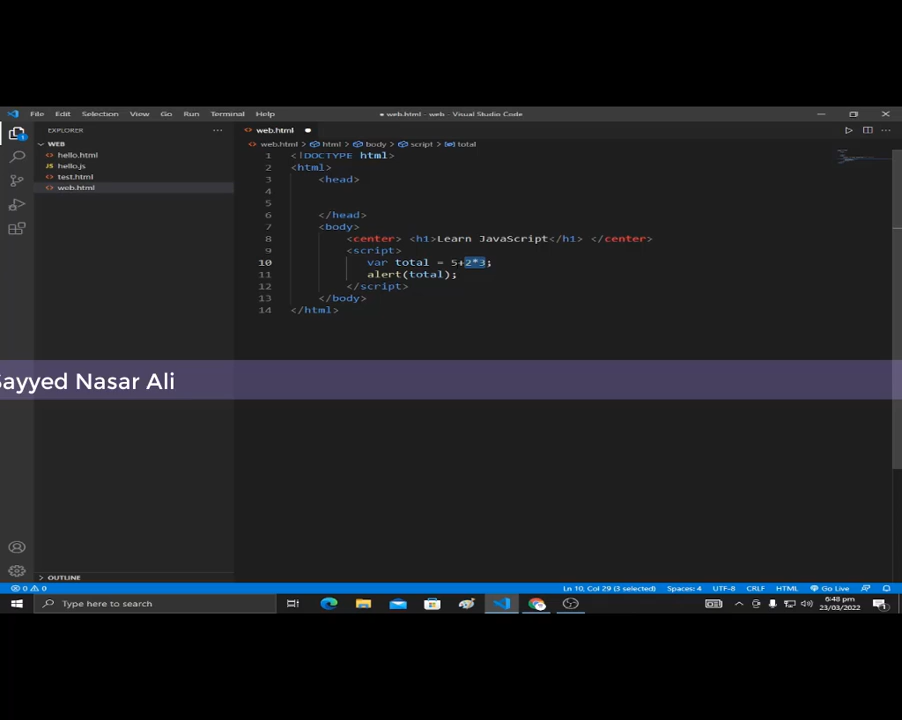 File Edit Selection View Go Run Terminal Help
● web.html - web - Visual Studio Code
EXPLORER ···
web.html ●
WEB
web.html > html > body > script > total
hello.html
hello.js
test.html
web.html
1 <!DOCTYPE html>
2 <html>
3 <head>
4
5
6 </head>
7 <body>
8 <center> <h1>Learn JavaScript</h1> </center>
9 <script>
10 var total = 5+2*3;
11 alert(total);
12 </script>
13 </body>
14 </html>
Sayyed Nasar Ali
OUTLINE
0 0
Ln 10, Col 29 (3 selected) Spaces: 4 UTF-8 CRLF HTML Go Live
Type here to search
6:48 pm
23/03/2022